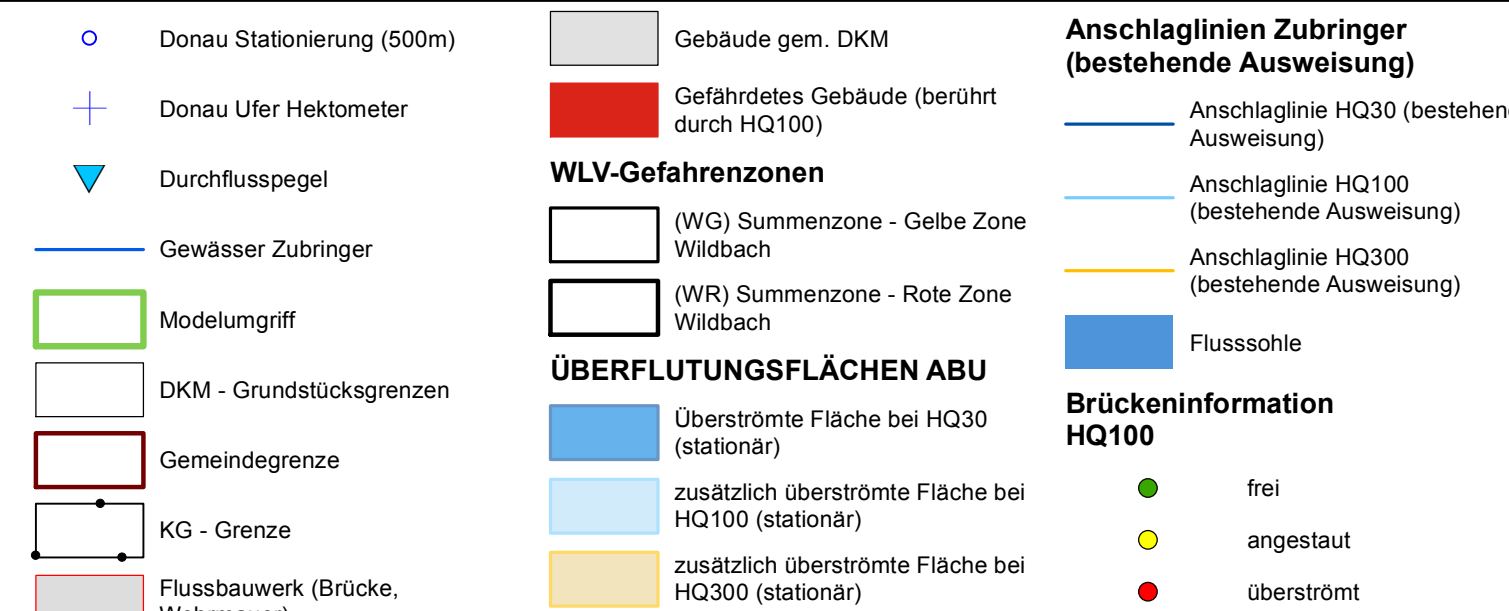 Donau Stationierung (500m)
Donau Ufer Hektometer
Durchflusspegel
Gewässer Zubringer
Modelumgriff
DKM - Grundstücksgrenzen
Gemeindegrenze
KG - Grenze
Flussbauwerk (Brücke,
Gebäude gem. DKM
Gefährdetes Gebäude (berührt
durch HQ100)
WLV-Gefahrenzonen
(WG) Summenzone - Gelbe Zone
Wildbach
(WR) Summenzone - Rote Zone
Wildbach
ÜBERFLUTUNGSFLÄCHEN ABU
Überströmte Fläche bei HQ30
(stationär)
zusätzlich überströmte Fläche bei
HQ100 (stationär)
zusätzlich überströmte Fläche bei
HQ300 (stationär)
Anschlaglinien Zubringer
(bestehende Ausweisung)
Anschlaglinie HQ30 (bestehen
Ausweisung)
Anschlaglinie HQ100
(bestehende Ausweisung)
Anschlaglinie HQ300
(bestehende Ausweisung)
Flusssohle
Brückeninformation
HQ100
frei
angestaut
überströmt